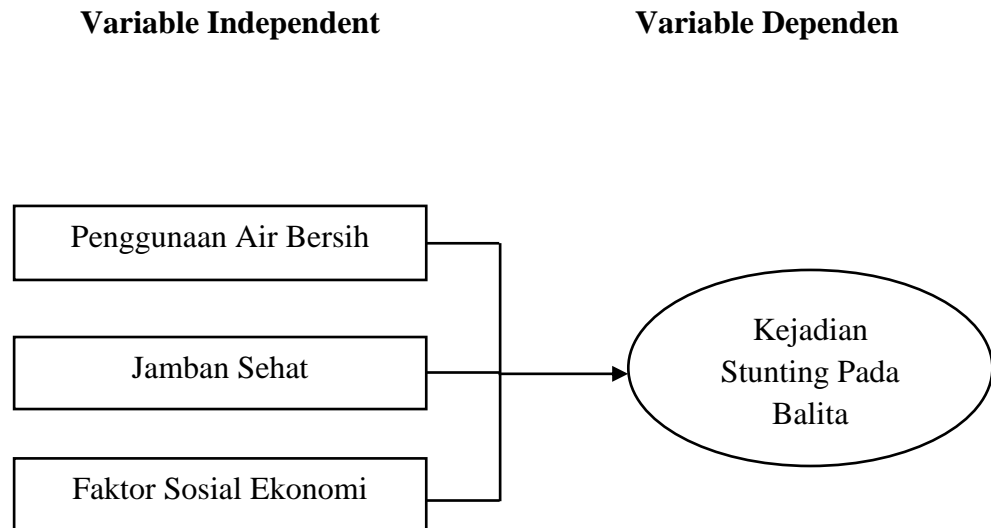 Variable Independent
Variable Dependen
Penggunaan Air Bersih
Jamban Sehat
Faktor Sosial Ekonomi
Kejadian
Stunting Pada
Balita